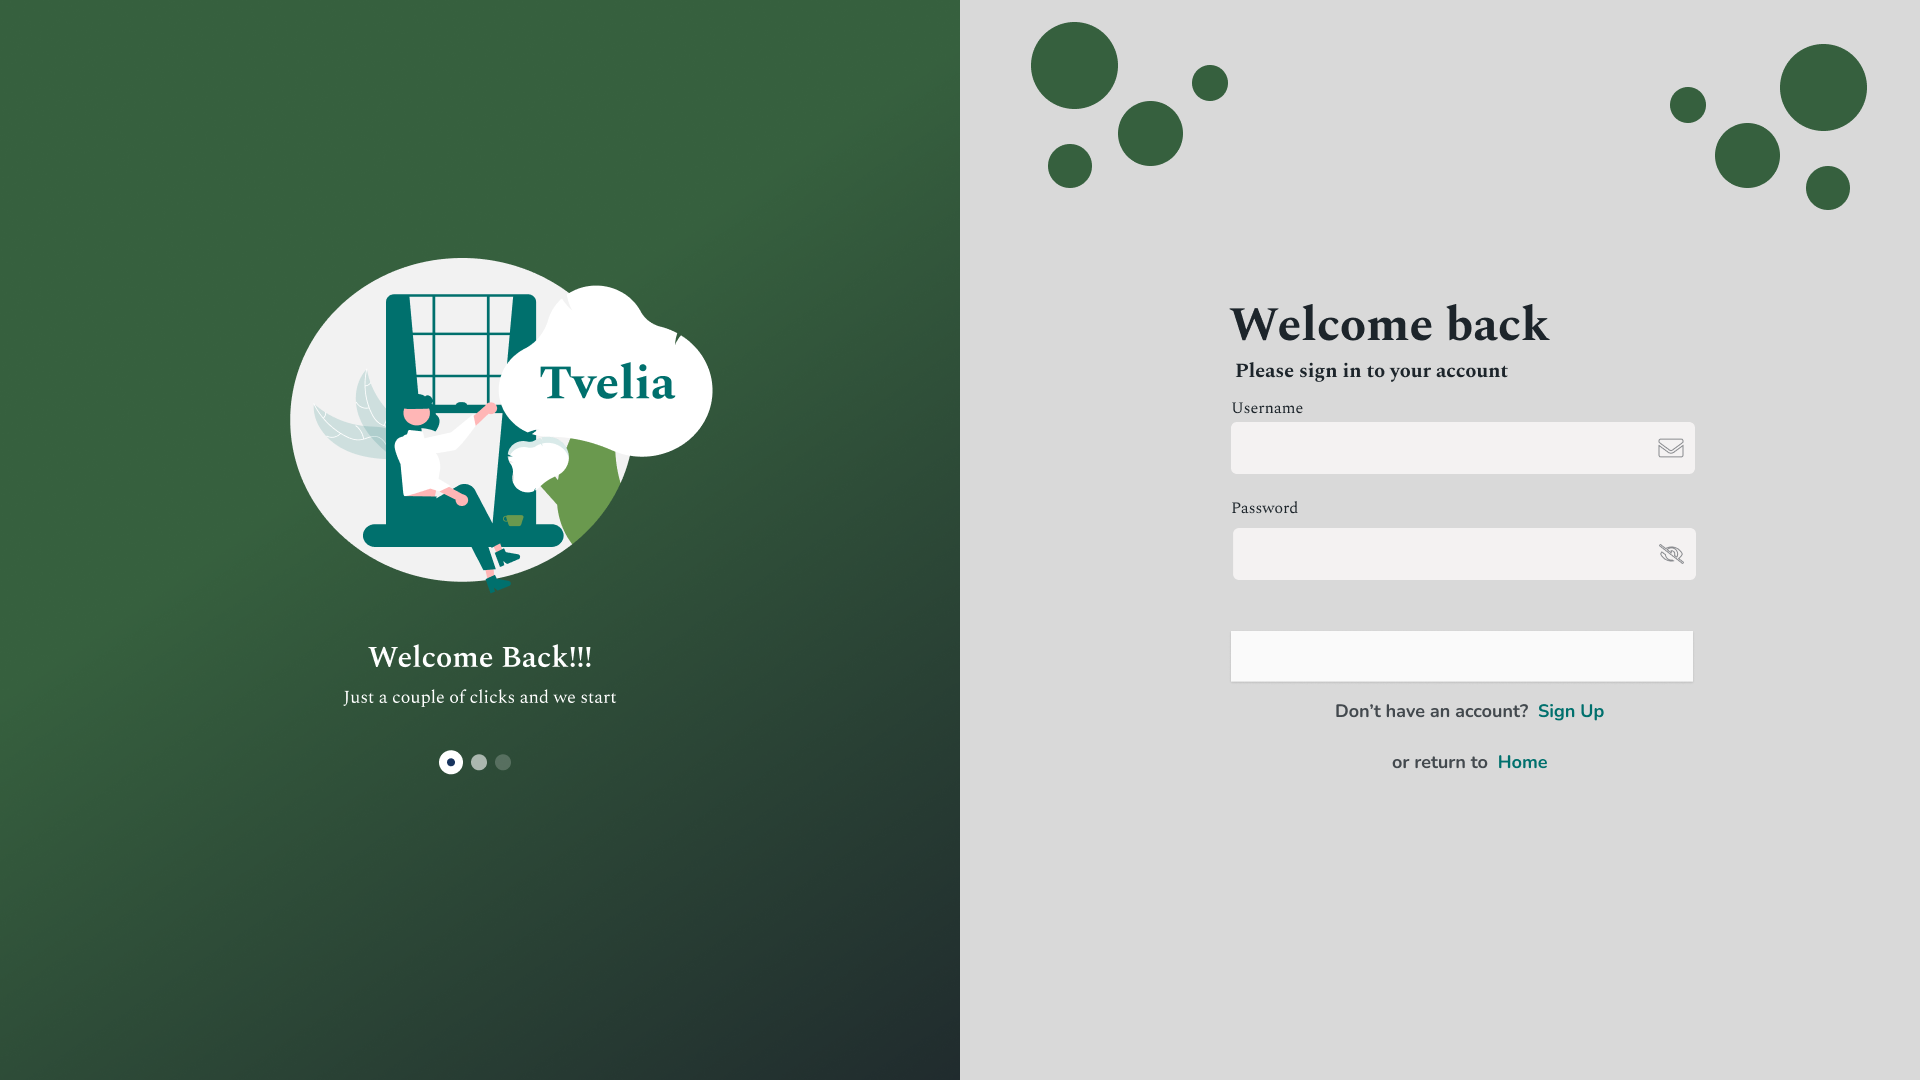 Tvelia
Welcome Back!!!
Just a couple of clicks and we start
Welcome back
Please sign in to your account
Username
Password
Don’t have an account? Sign Up
or return to Home